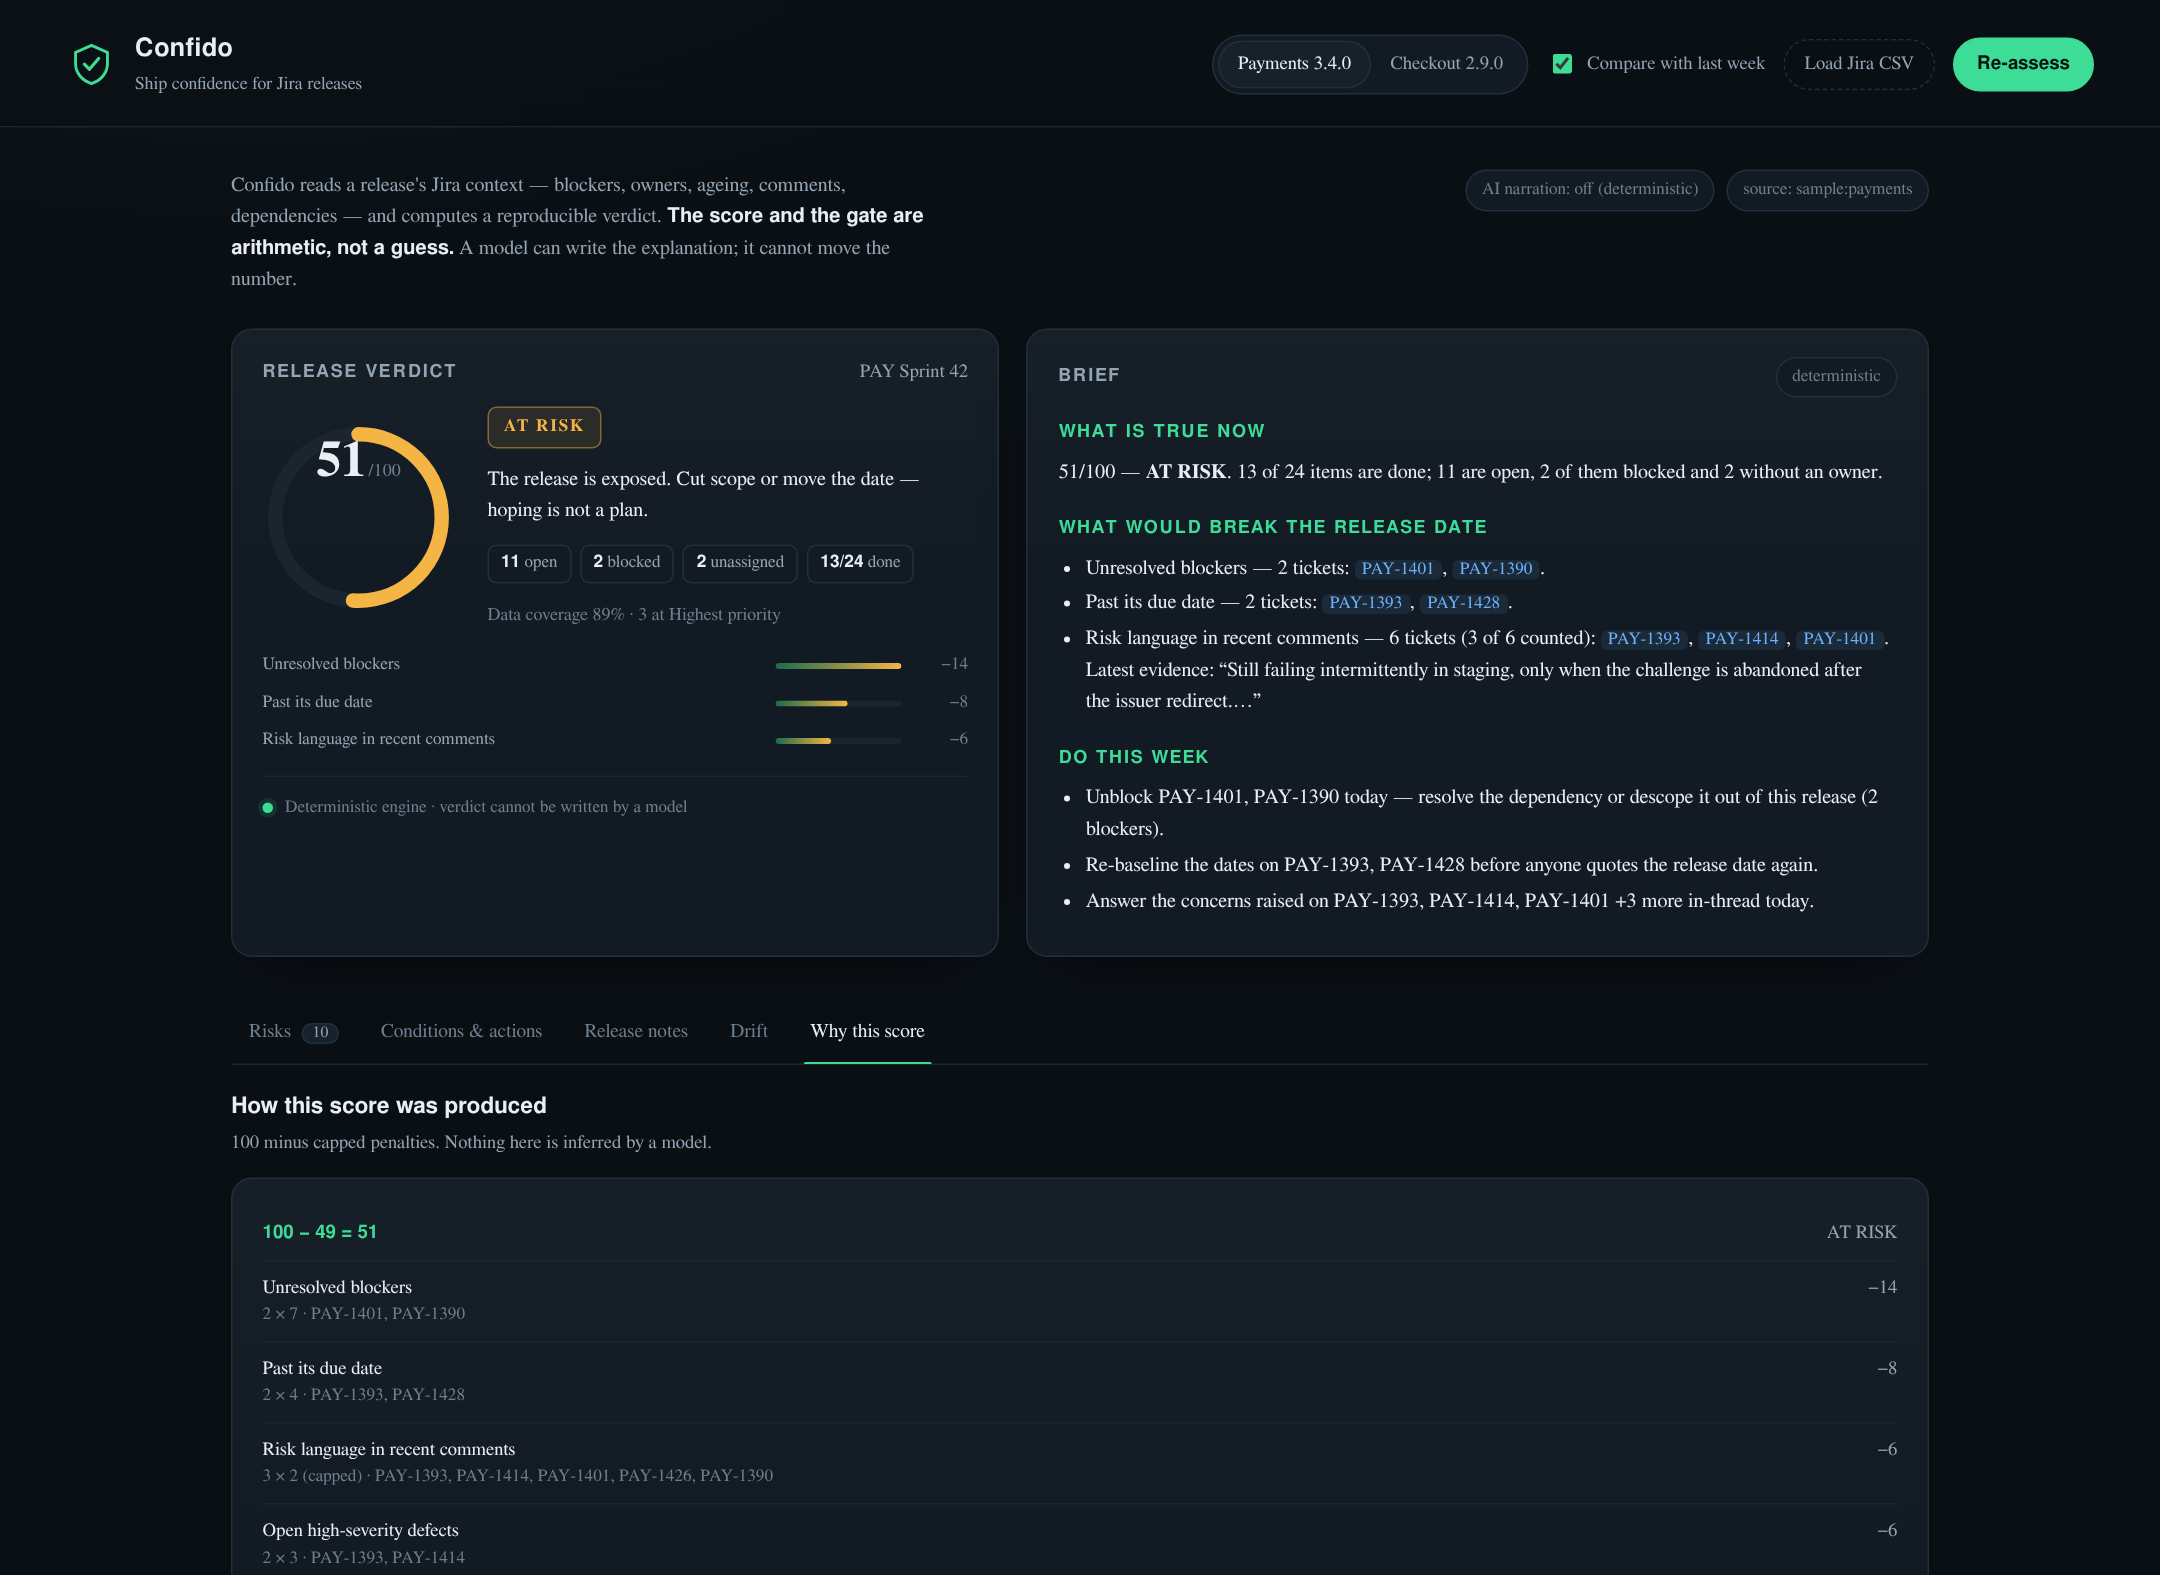 Confido
Ship confidence for Jira releases
Payments 3.4.0
Checkout 2.9.0
Compare with last week
Load Jira CSV
Re-assess
Confido reads a release's Jira context — blockers, owners, ageing, comments,
dependencies — and computes a reproducible verdict. The score and the gate are
arithmetic, not a guess. A model can write the explanation; it cannot move the
number.
AI narration: off (deterministic)
source: sample:payments
RELEASE VERDICT
PAY Sprint 42
51/100
AT RISK
The release is exposed. Cut scope or move the date —
hoping is not a plan.
11 open
2 blocked
2 unassigned
13/24 done
Data coverage 89% · 3 at Highest priority
Unresolved blockers −14
Past its due date −8
Risk language in recent comments −6
Deterministic engine · verdict cannot be written by a model
BRIEF
deterministic
WHAT IS TRUE NOW
51/100 — AT RISK. 13 of 24 items are done; 11 are open, 2 of them blocked and 2 without an owner.
WHAT WOULD BREAK THE RELEASE DATE
• Unresolved blockers — 2 tickets: PAY-1401, PAY-1390.
• Past its due date — 2 tickets: PAY-1393, PAY-1428.
• Risk language in recent comments — 6 tickets (3 of 6 counted): PAY-1393, PAY-1414, PAY-1401.
Latest evidence: “Still failing intermittently in staging, only when the challenge is abandoned after
the issuer redirect.…”
DO THIS WEEK
• Unblock PAY-1401, PAY-1390 today — resolve the dependency or descope it out of this release (2
blockers).
• Re-baseline the dates on PAY-1393, PAY-1428 before anyone quotes the release date again.
• Answer the concerns raised on PAY-1393, PAY-1414, PAY-1401 +3 more in-thread today.
Risks 10
Conditions & actions
Release notes
Drift
Why this score
How this score was produced
100 minus capped penalties. Nothing here is inferred by a model.
100 − 49 = 51
AT RISK
Unresolved blockers −14
2 × 7 · PAY-1401, PAY-1390
Past its due date −8
2 × 4 · PAY-1393, PAY-1428
Risk language in recent comments −6
3 × 2 (capped) · PAY-1393, PAY-1414, PAY-1401, PAY-1426, PAY-1390
Open high-severity defects −6
2 × 3 · PAY-1393, PAY-1414